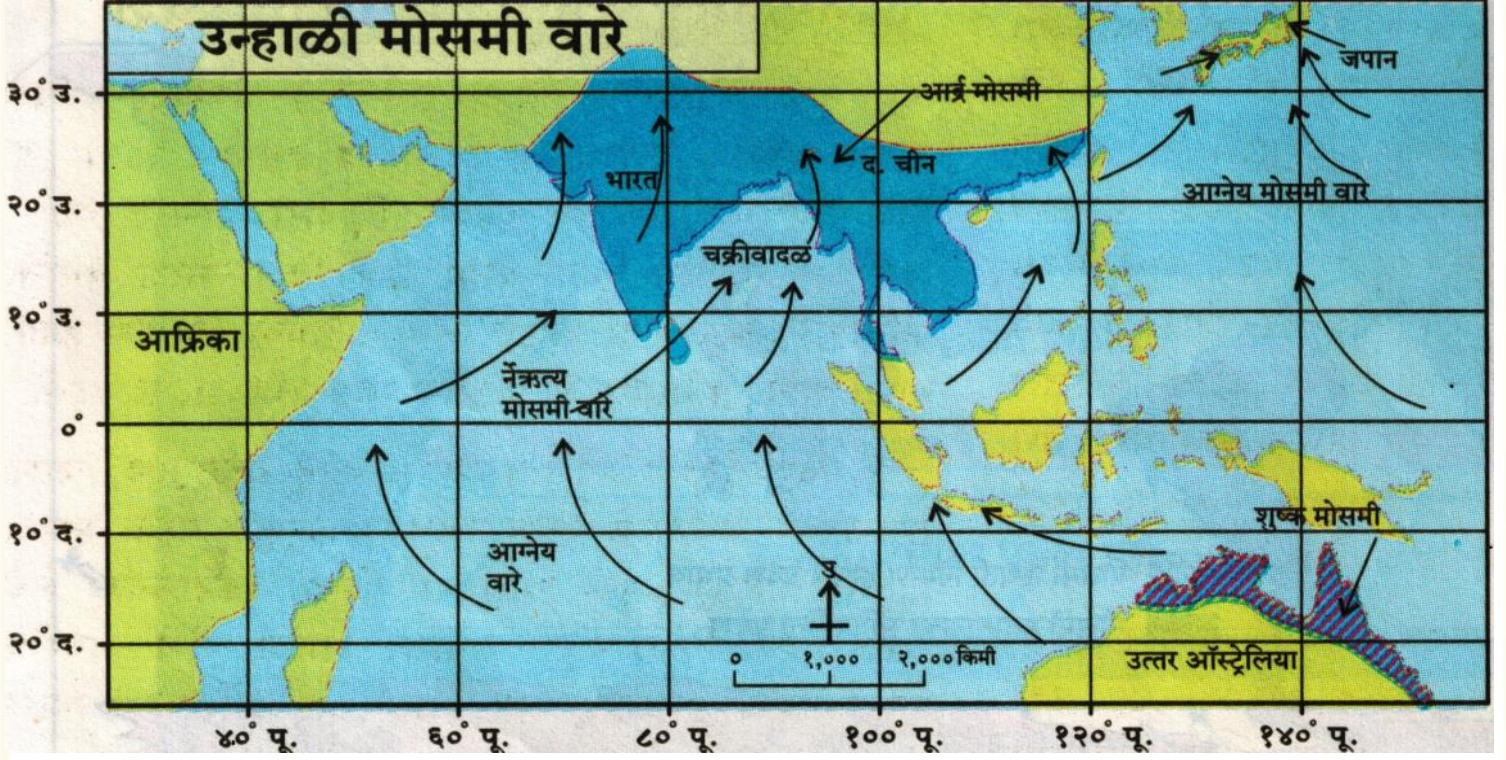 उन्हाळी मोसमी वारे
जपान
३०° उ.
आर्द्र मोसमी
द. चीन
भारत
आग्नेय मोसमी वारे
२०° उ.
चक्रीवादळ
१०° उ.
आफ्रिका
नैऋत्य
मोसमी वारे
०°
शुष्क मोसमी
१०° द.
आग्नेय
वारे
उ
२०° द.
० १,००० २,००० किमी
उत्तर ऑस्ट्रेलिया
४०° पू. ६०° पू. ८०° पू. १००° पू. १२०° पू. १४०° पू.